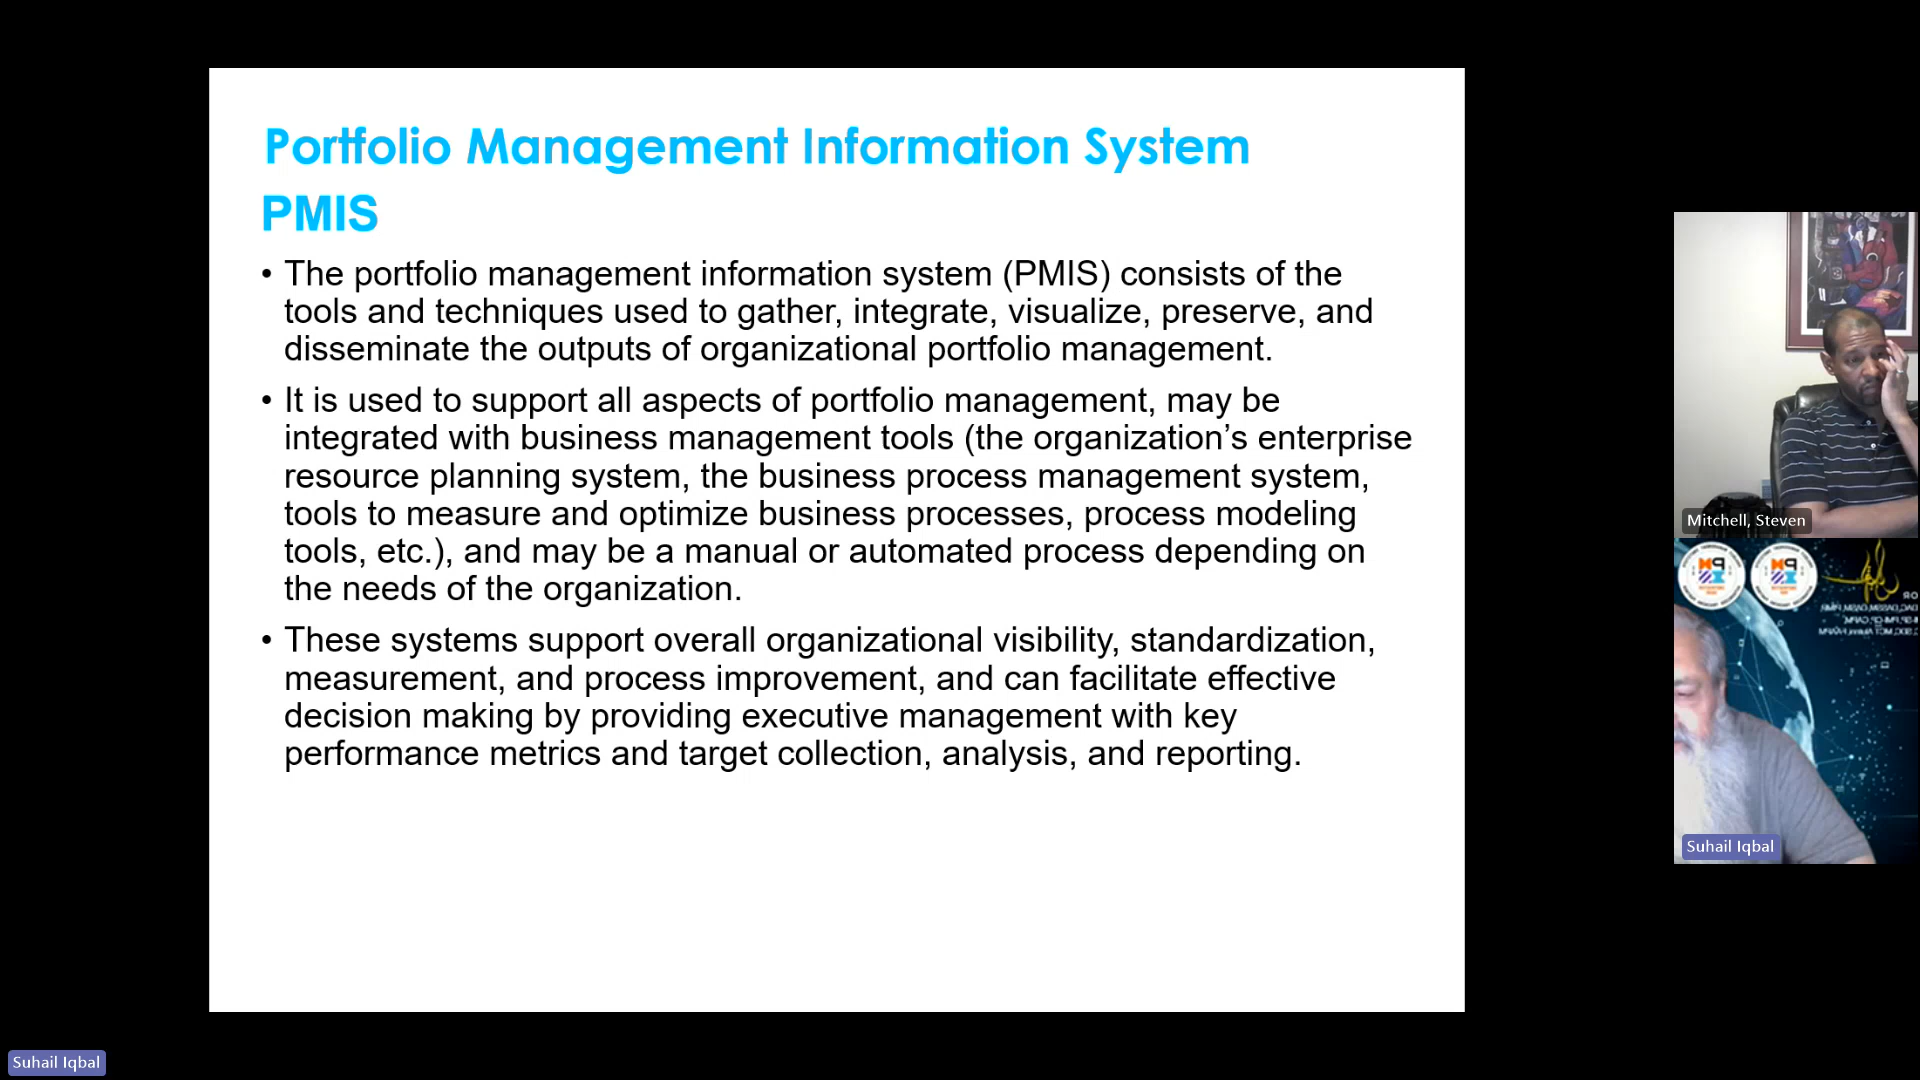 Portfolio Management Information System
PMIS
• The portfolio management information system (PMIS) consists of the
tools and techniques used to gather, integrate, visualize, preserve, and
disseminate the outputs of organizational portfolio management.
• It is used to support all aspects of portfolio management, may be
integrated with business management tools (the organization’s enterprise
resource planning system, the business process management system,
tools to measure and optimize business processes, process modeling
tools, etc.), and may be a manual or automated process depending on
the needs of the organization.
• These systems support overall organizational visibility, standardization,
measurement, and process improvement, and can facilitate effective
decision making by providing executive management with key
performance metrics and target collection, analysis, and reporting.
Mitchell, Steven
Suhail Iqbal
Suhail Iqbal